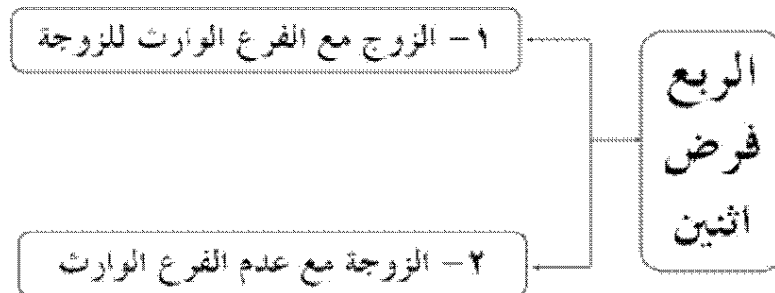 الربع
فرض
اثنين
١- الزوج مع الفرع الوارث للزوجة
٢- الزوجة مع عدم الفرع الوارث